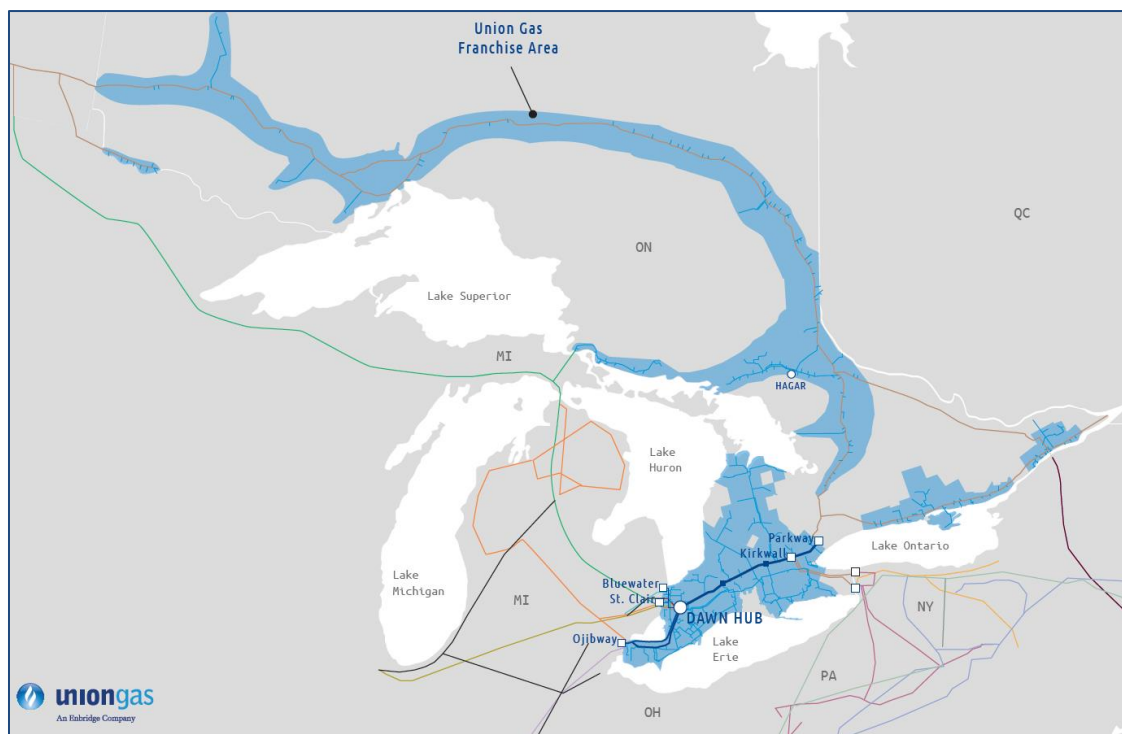 Union Gas
Franchise Area
QC
ON
Lake Superior
MI
HAGAR
Lake
Huron
Parkway
Lake Ontario
Kirkwall
Lake
Michigan
Bluewater
MI
St. Clair
DAWN HUB
NY
Ojibway
Lake
Erie
PA
OH
uniongas
An Enbridge Company